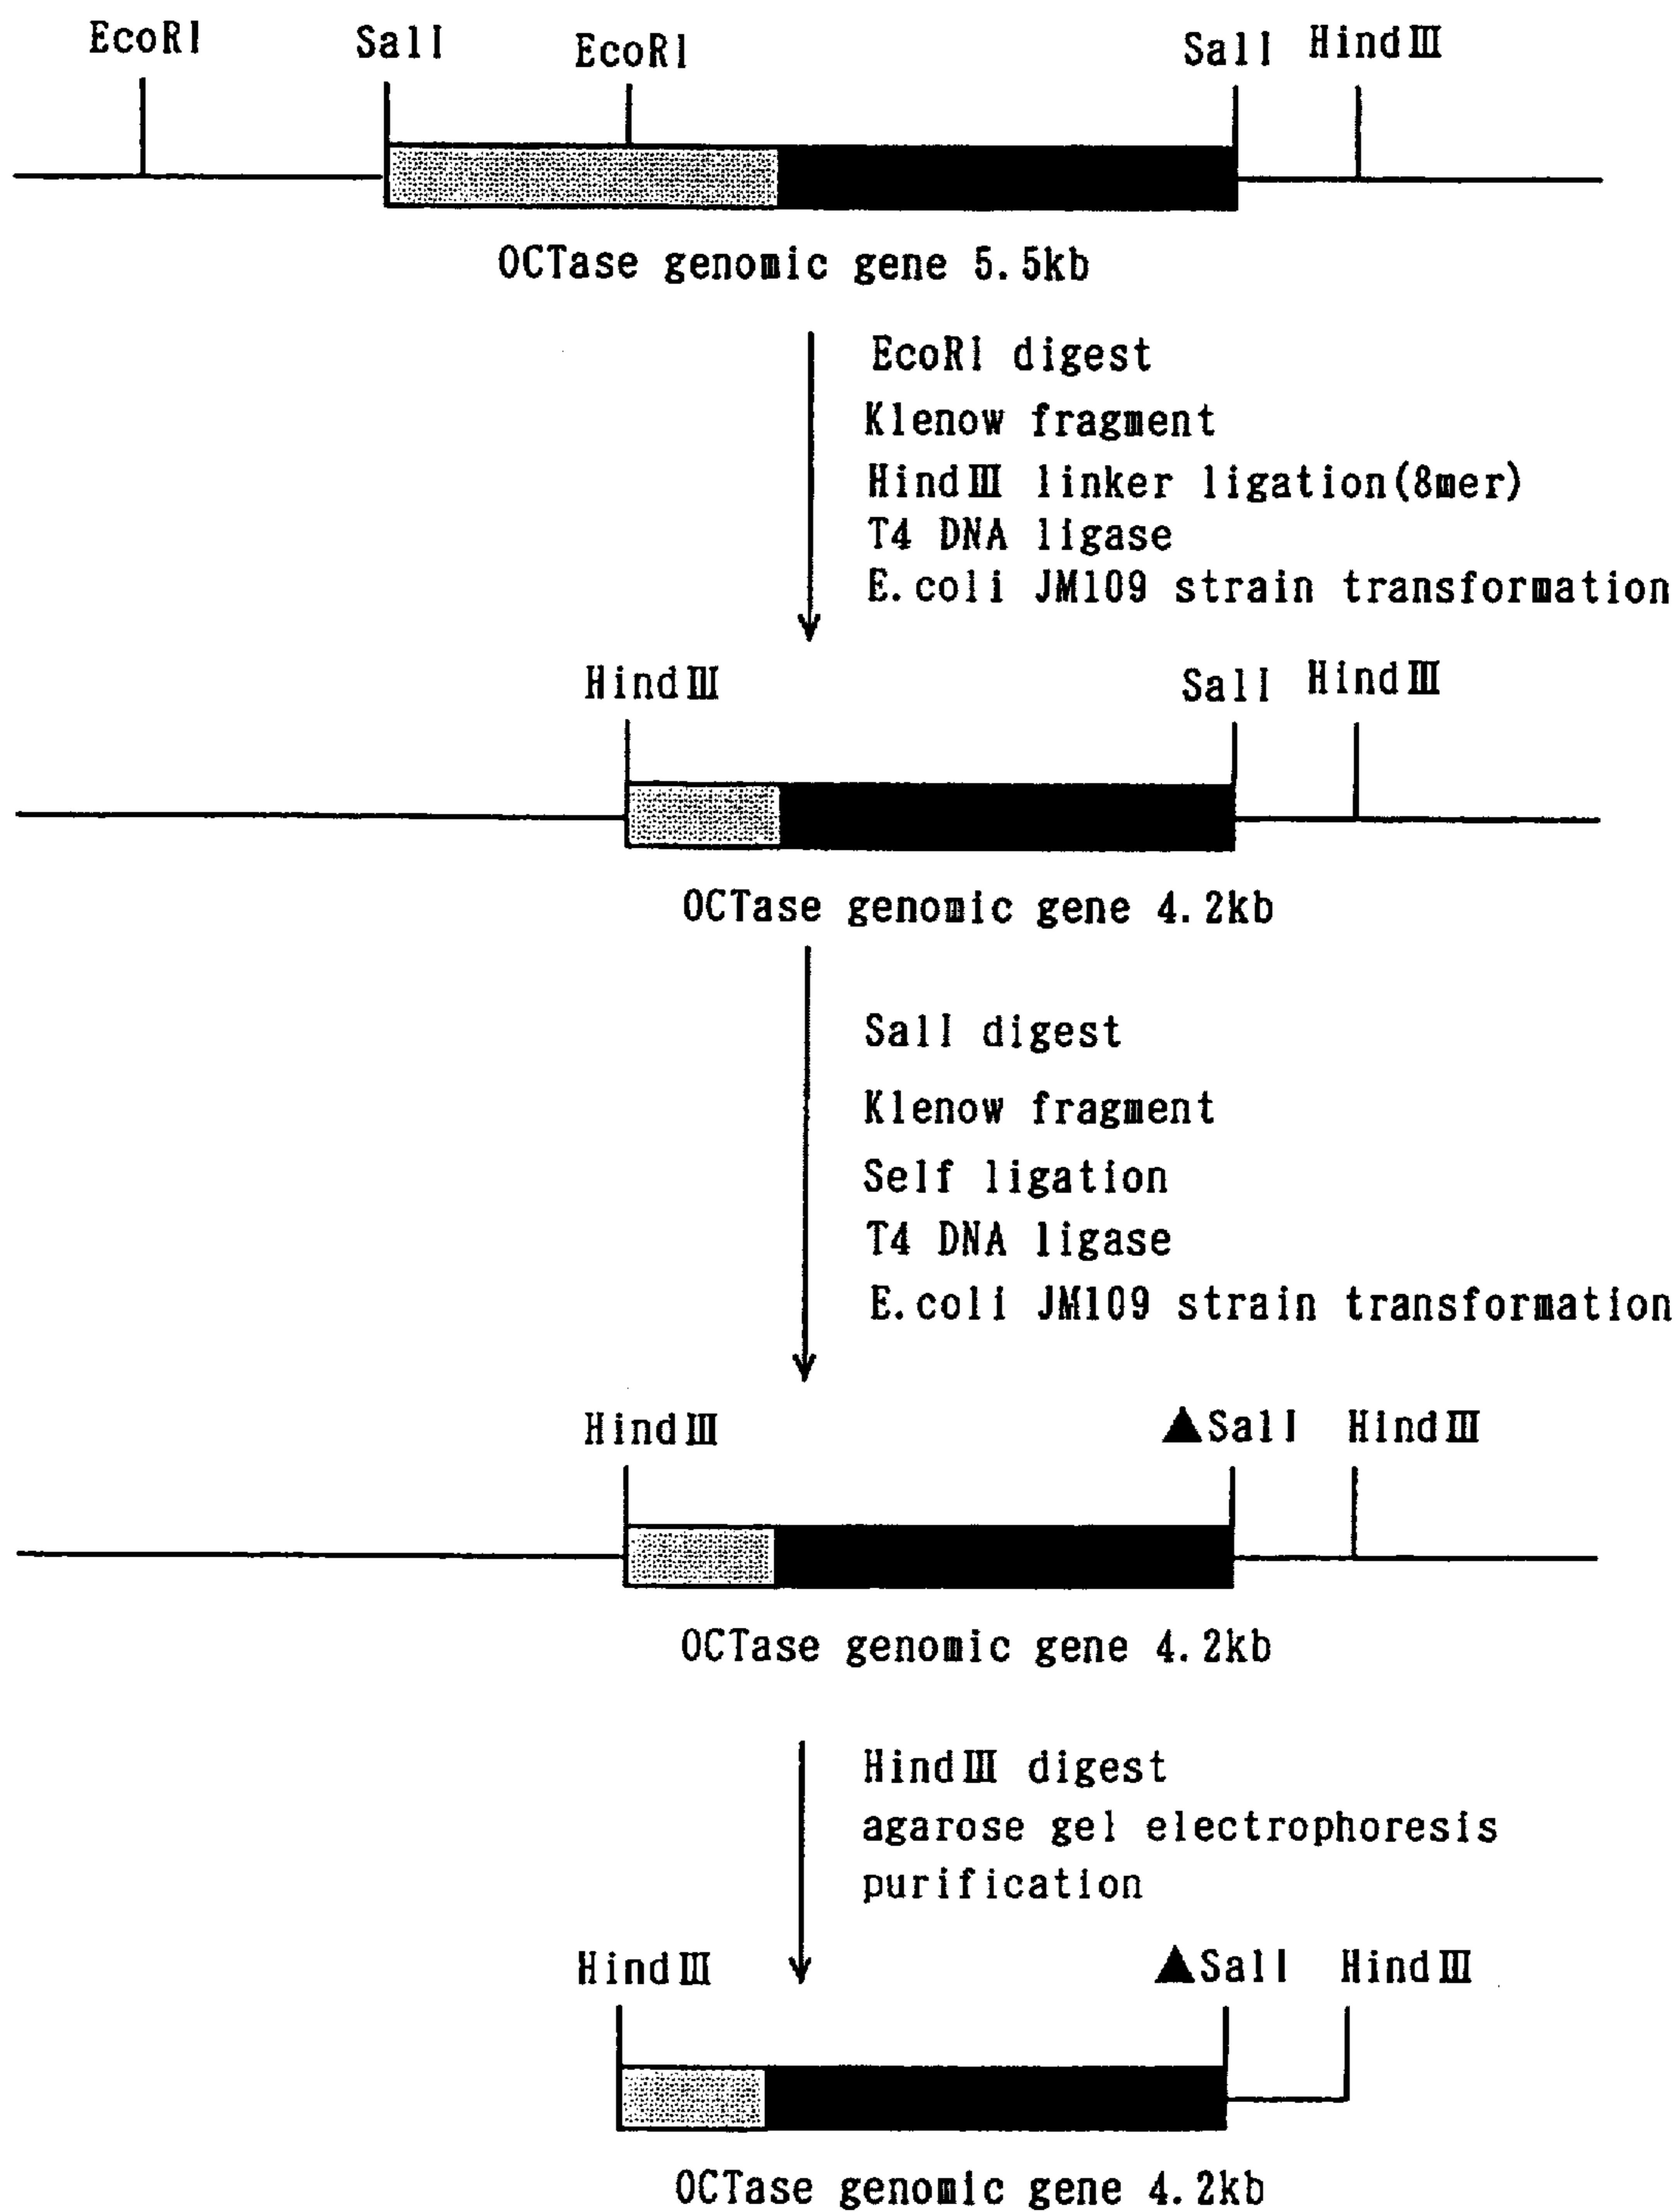 EcoRI SalI EcoRI SalI HindⅢ
OCTase genomic gene 5.5kb
EcoRI digest
Klenow fragment
HindⅢ linker ligation(8mer)
T4 DNA ligase
E.coli JM109 strain transformation
HindⅢ SalI HindⅢ
OCTase genomic gene 4.2kb
SalI digest
Klenow fragment
Self ligation
T4 DNA ligase
E.coli JM109 strain transformation
HindⅢ ▲SalI HindⅢ
OCTase genomic gene 4.2kb
HindⅢ digest
agarose gel electrophoresis
purification
HindⅢ ▲SalI HindⅢ
OCTase genomic gene 4.2kb